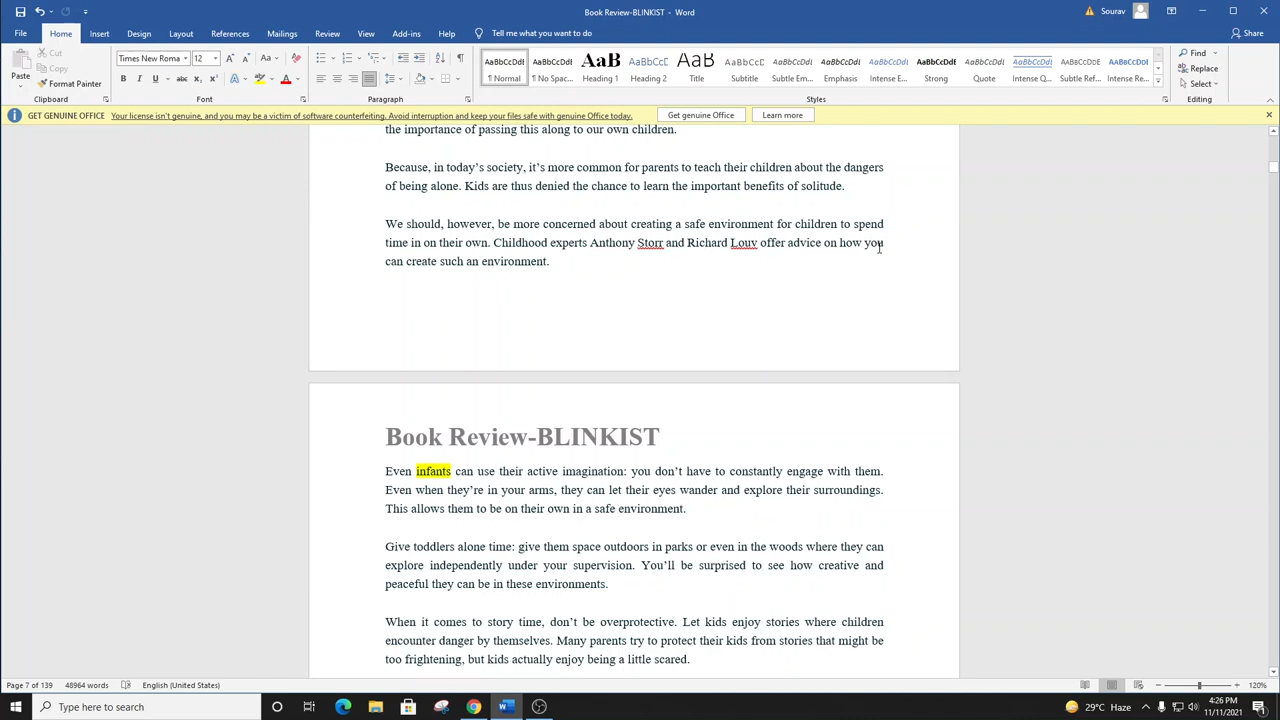 Book Review-BLINKIST - Word
Sourav
File Home Insert Design Layout References Mailings Review View Add-ins Help Tell me what you want to do
Share
Paste
Cut
Copy
Format Painter
Clipboard
Times New Roma 12
Font
Paragraph
AaBbCcDdE AaBbCcDdE AaB AaBbCcDc AaB AaBbCcD AaBbCcDdl AaBbCcDdl AaBbCcDdl AaBbCcDdl AaBbCcDdl AaBbCcDdl AaBbCcDdl AABBCCDDE AABBCCDDE
¶ Normal ¶ No Spac... Heading 1 Heading 2 Title Subtitle Subtle Em... Emphasis Intense E... Strong Quote Intense Q... Subtle Ref... Intense Re...
Styles
Find
Replace
Select
Editing
GET GENUINE OFFICE Your license isn't genuine, and you may be a victim of software counterfeiting. Avoid interruption and keep your files safe with genuine Office today. Get genuine Office Learn more
the importance of passing this along to our own children.
Because, in today’s society, it’s more common for parents to teach their children about the dangers
of being alone. Kids are thus denied the chance to learn the important benefits of solitude.
We should, however, be more concerned about creating a safe environment for children to spend
time in on their own. Childhood experts Anthony Storr and Richard Louv offer advice on how you
can create such an environment.
Book Review-BLINKIST
Even infants can use their active imagination: you don’t have to constantly engage with them.
Even when they’re in your arms, they can let their eyes wander and explore their surroundings.
This allows them to be on their own in a safe environment.
Give toddlers alone time: give them space outdoors in parks or even in the woods where they can
explore independently under your supervision. You’ll be surprised to see how creative and
peaceful they can be in these environments.
When it comes to story time, don’t be overprotective. Let kids enjoy stories where children
encounter danger by themselves. Many parents try to protect their kids from stories that might be
too frightening, but kids actually enjoy being a little scared.
Page 7 of 139 48964 words English (United States) 120%
Type here to search
29°C Haze
4:26 PM
11/11/2021